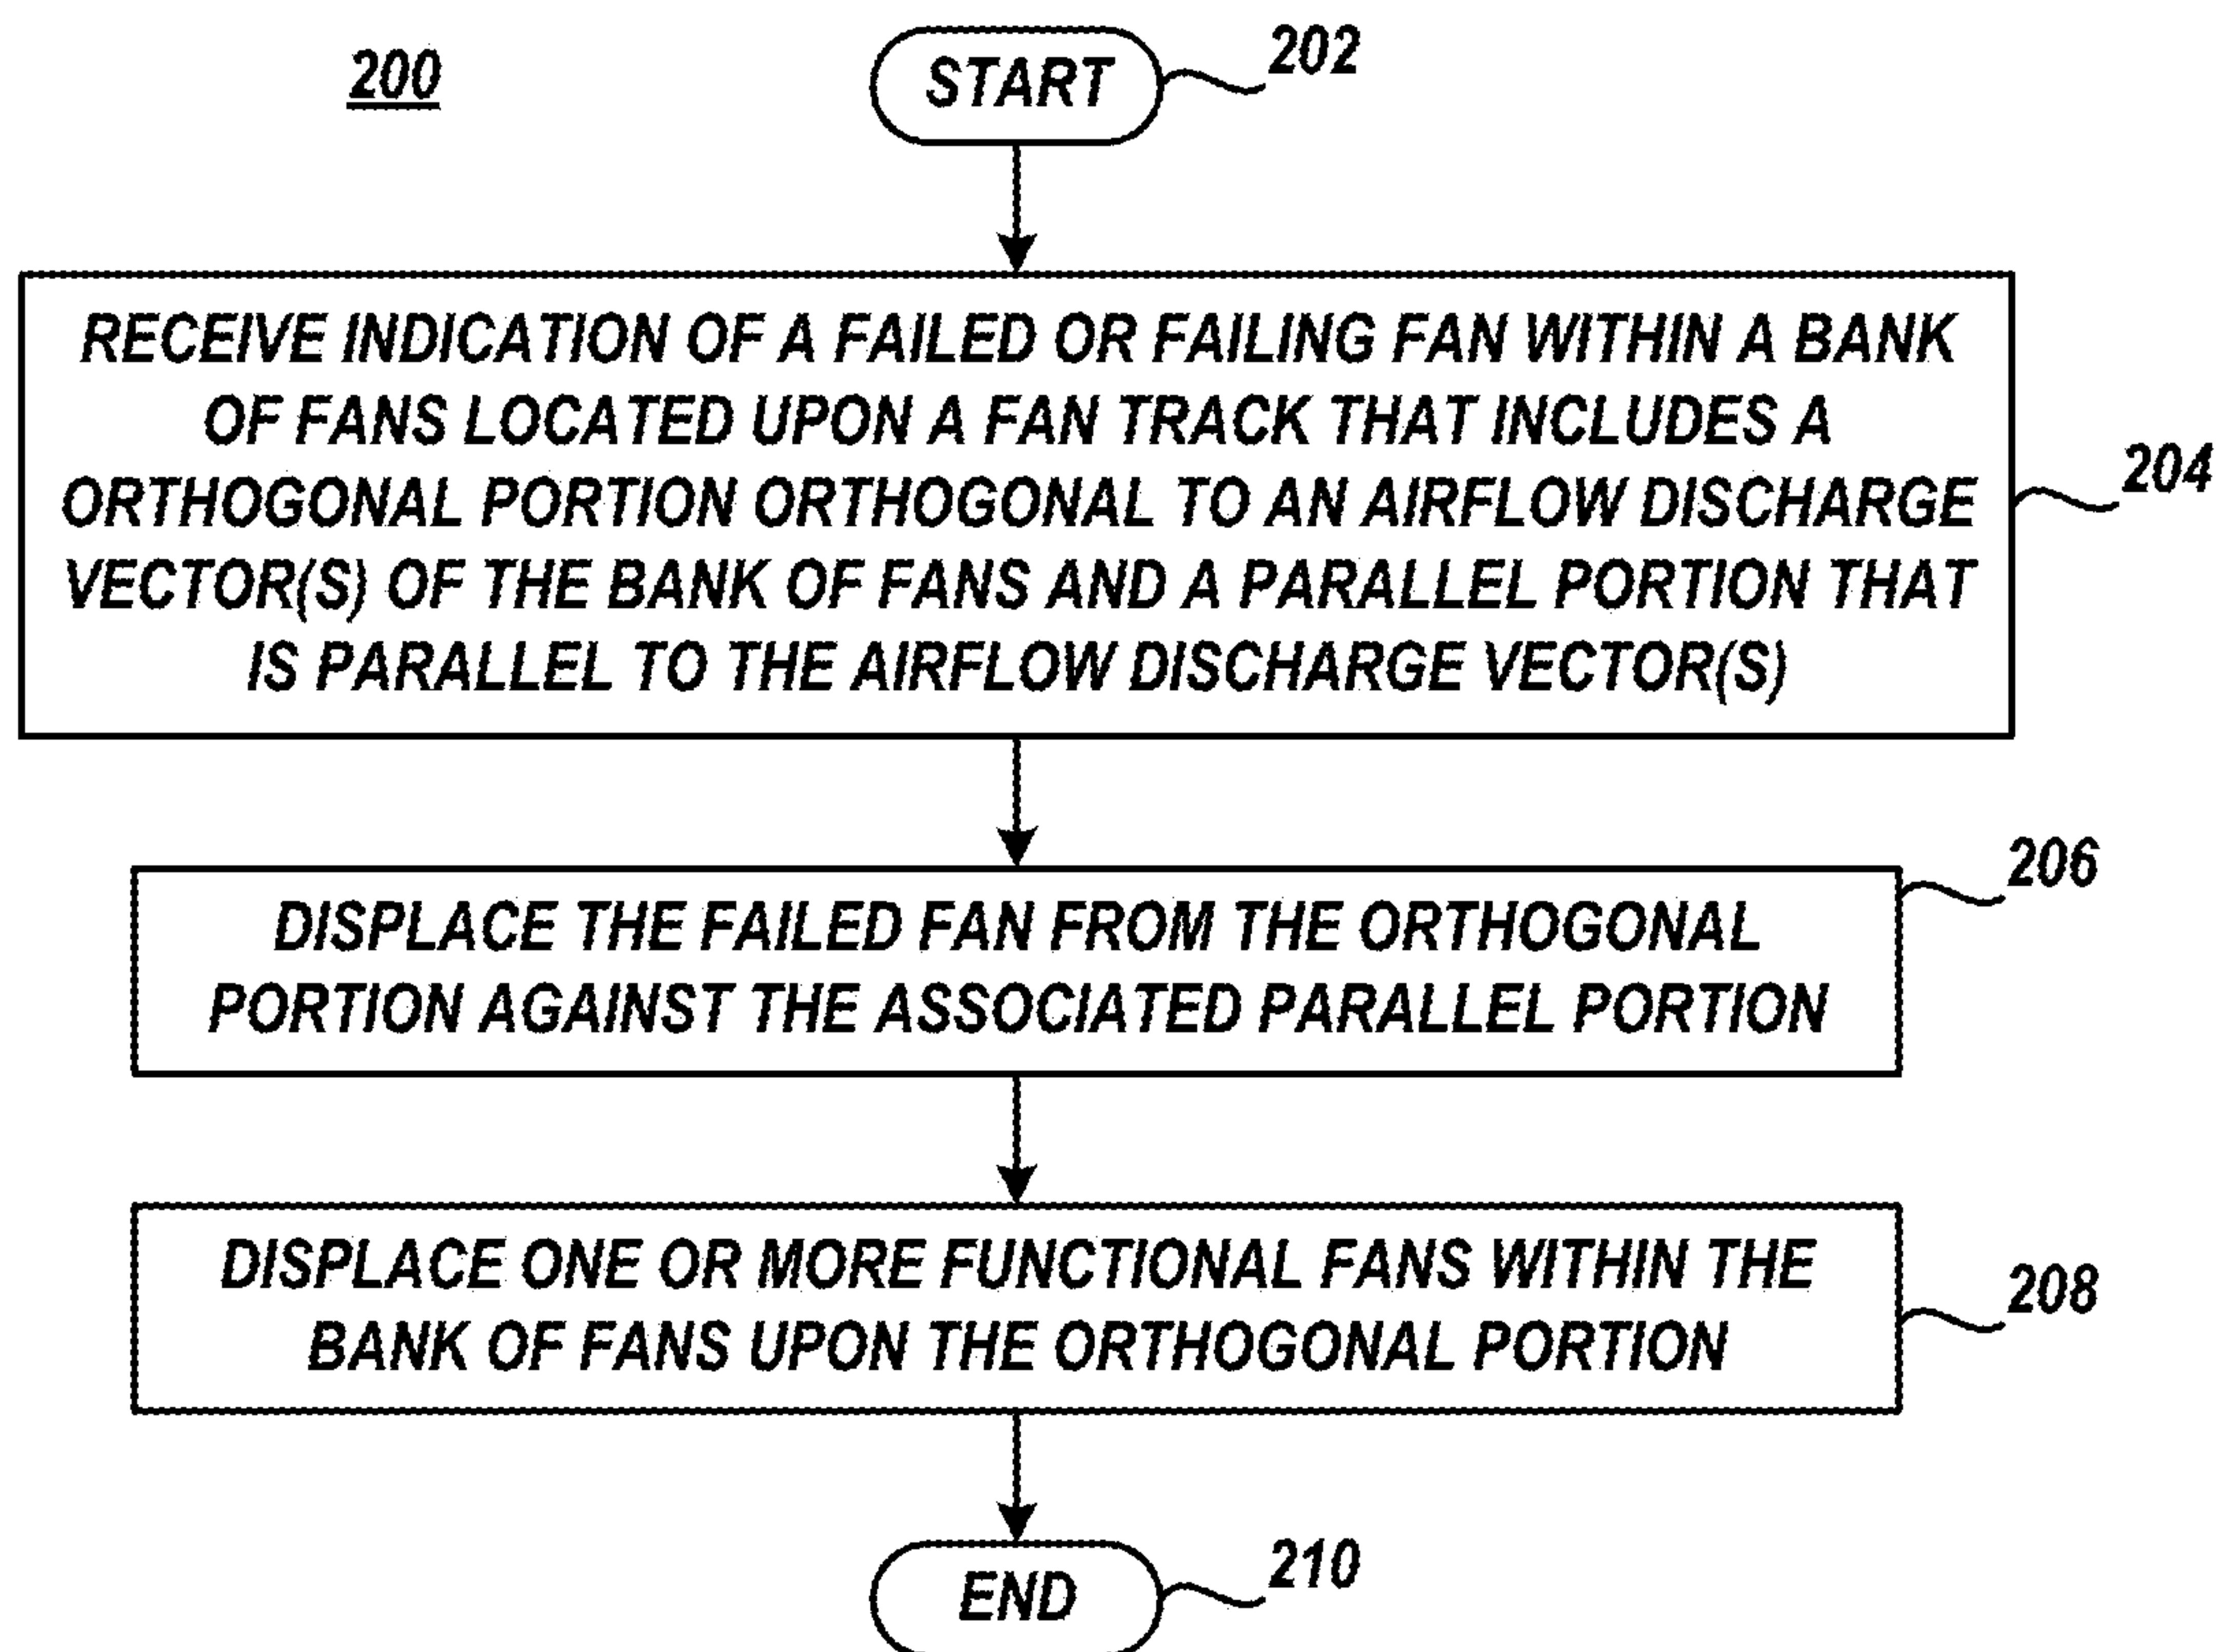 200
START
202
RECEIVE INDICATION OF A FAILED OR FAILING FAN WITHIN A BANK
OF FANS LOCATED UPON A FAN TRACK THAT INCLUDES A
ORTHOGONAL PORTION ORTHOGONAL TO AN AIRFLOW DISCHARGE
VECTOR(S) OF THE BANK OF FANS AND A PARALLEL PORTION THAT
IS PARALLEL TO THE AIRFLOW DISCHARGE VECTOR(S)
204
DISPLACE THE FAILED FAN FROM THE ORTHOGONAL
PORTION AGAINST THE ASSOCIATED PARALLEL PORTION
206
DISPLACE ONE OR MORE FUNCTIONAL FANS WITHIN THE
BANK OF FANS UPON THE ORTHOGONAL PORTION
208
END
210